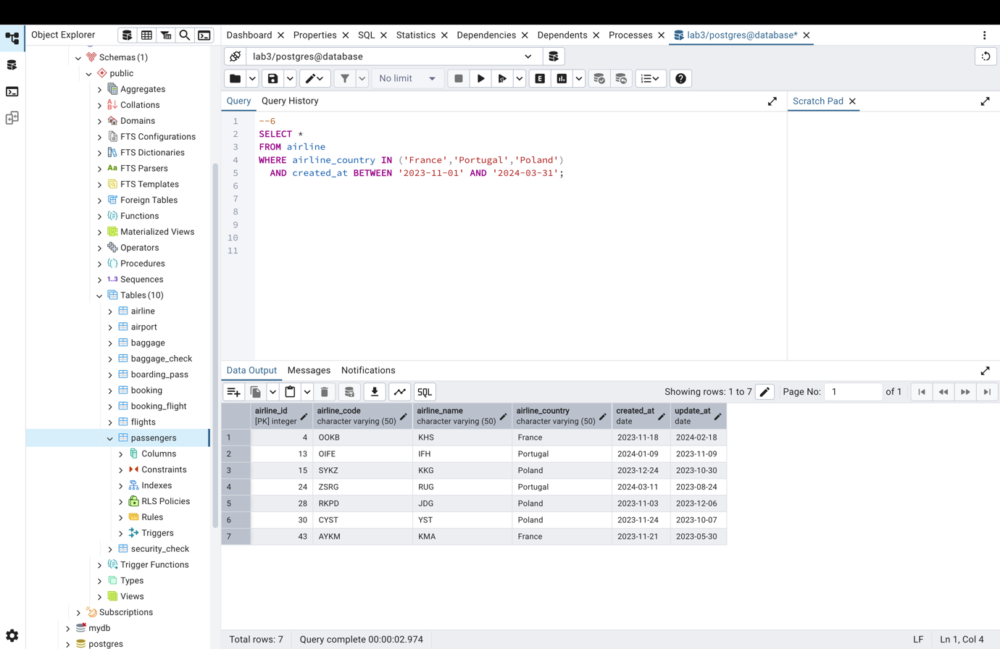 Object Explorer
Dashboard Properties SQL Statistics Dependencies Dependents Processes lab3/postgres@database*
Schemas (1)
public
Aggregates
Collations
Domains
FTS Configurations
FTS Dictionaries
Aa FTS Parsers
FTS Templates
Foreign Tables
Functions
Materialized Views
Operators
Procedures
1..3 Sequences
Tables (10)
airline
airport
baggage
baggage_check
boarding_pass
booking
booking_flight
flights
passengers
Columns
Constraints
Indexes
RLS Policies
Rules
Triggers
security_check
Trigger Functions
Types
Views
Subscriptions
mydb
postgres
lab3/postgres@database
No limit
E
Query Query History
Scratch Pad
1 --6
2 SELECT *
3 FROM airline
4 WHERE airline_country IN ('France','Portugal','Poland')
5 AND created_at BETWEEN '2023-11-01' AND '2024-03-31';
6
7
8
9
10
11
Data Output Messages Notifications
SQL Showing rows: 1 to 7 Page No: 1 of 1
airline_id airline_code airline_name airline_country created_at update_at
[PK] integer character varying (50) character varying (50) character varying (50) date date
1 4 OOKB KHS France 2023-11-18 2024-02-18
2 13 OIFE IFH Portugal 2024-01-09 2023-11-09
3 15 SYKZ KKG Poland 2023-12-24 2023-10-30
4 24 ZSRG RUG Portugal 2024-03-11 2023-08-24
5 28 RKPD JDG Poland 2023-11-03 2023-12-06
6 30 CYST YST Poland 2023-11-24 2023-10-07
7 43 AYKM KMA France 2023-11-21 2023-05-30
Total rows: 7 Query complete 00:00:02.974 LF Ln 1, Col 4